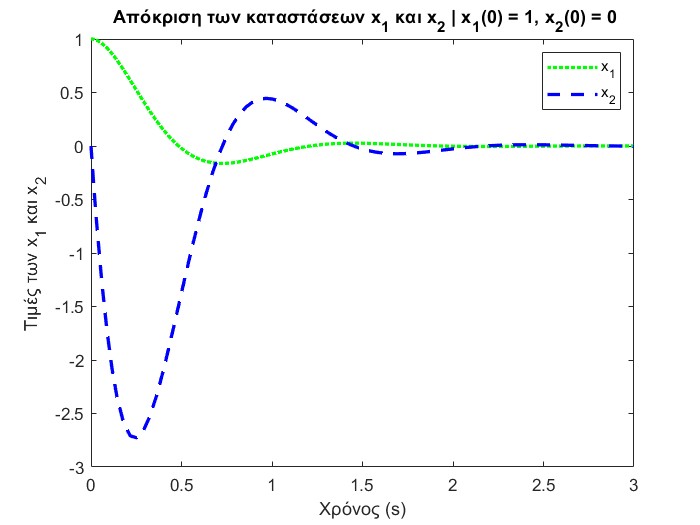 Απόκριση των καταστάσεων x₁ και x₂ | x₁(0) = 1, x₂(0) = 0
x₁
x₂
Τιμές των x₁ και x₂
1
0.5
0
-0.5
-1
-1.5
-2
-2.5
-3
0 0.5 1 1.5 2 2.5 3
Χρόνος (s)